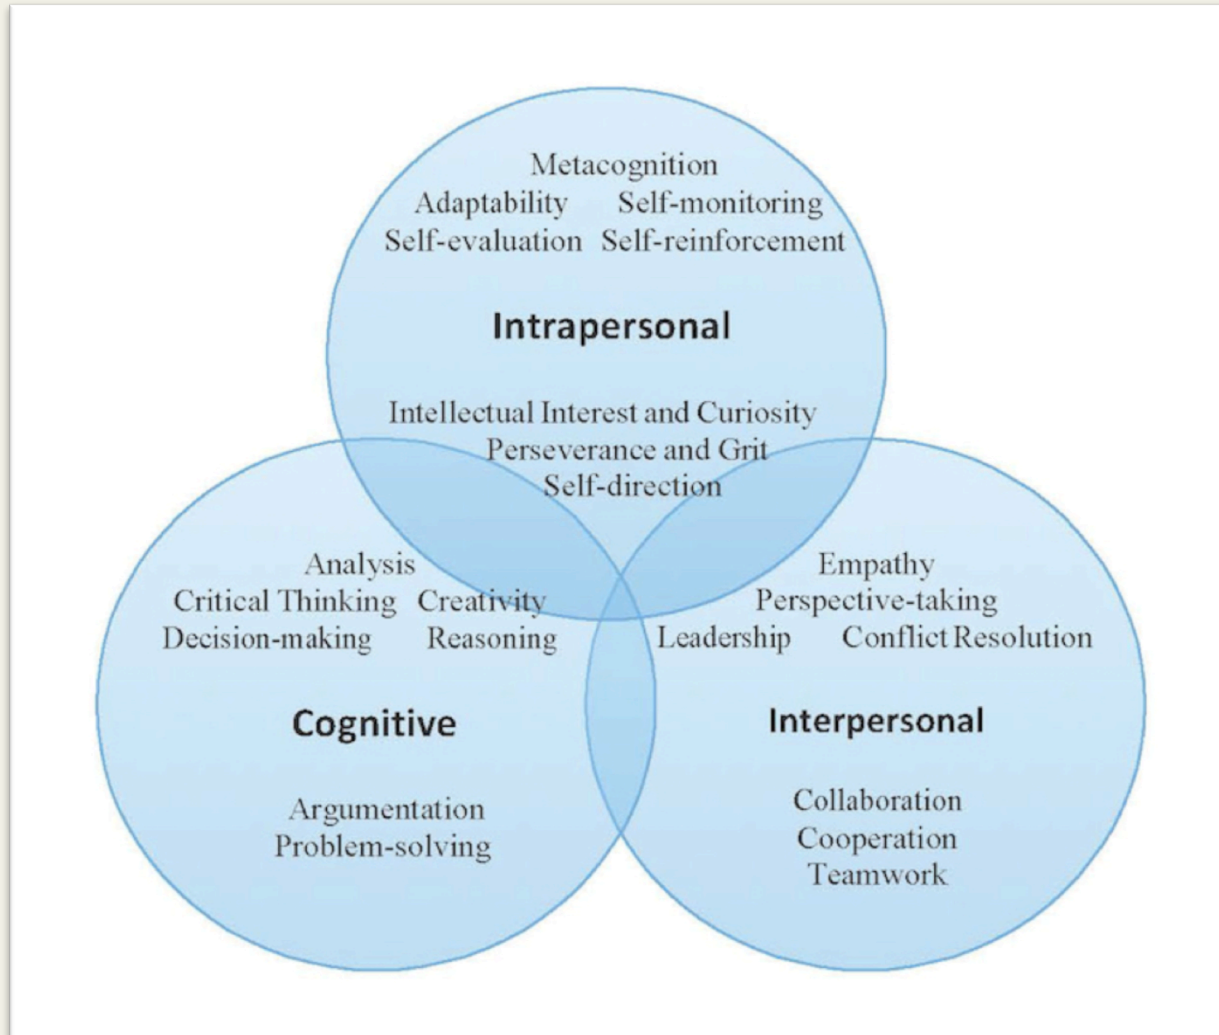 Metacognition
Adaptability Self-monitoring
Self-evaluation Self-reinforcement
Intrapersonal
Intellectual Interest and Curiosity
Perseverance and Grit
Self-direction
Analysis
Critical Thinking Creativity
Decision-making Reasoning
Cognitive
Argumentation
Problem-solving
Empathy
Perspective-taking
Leadership Conflict Resolution
Interpersonal
Collaboration
Cooperation
Teamwork